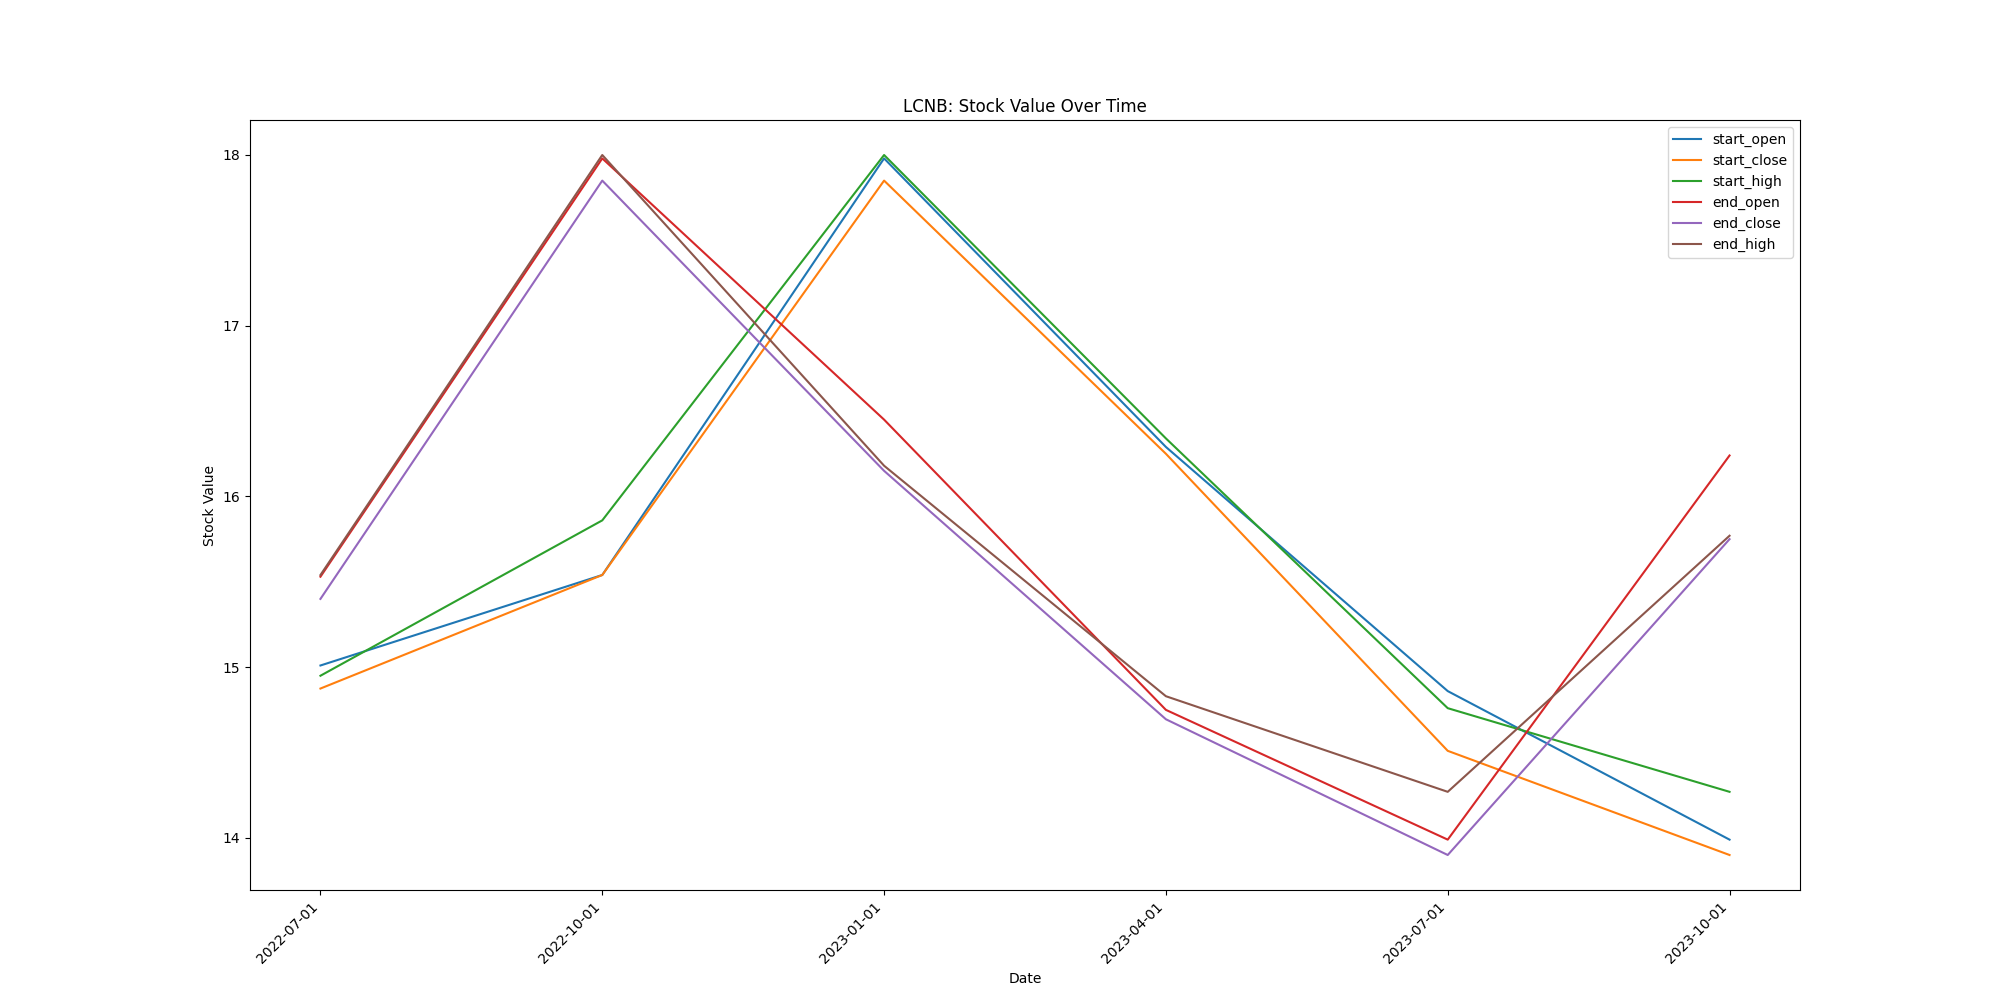 LCNB: Stock Value Over Time
start_open
start_close
start_high
end_open
end_close
end_high
Stock Value
18
17
16
15
14
2022-07-01
2022-10-01
2023-01-01
2023-04-01
2023-07-01
2023-10-01
Date